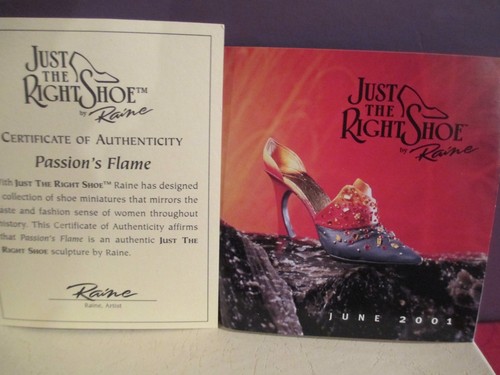 JUST
THE
RIGHT SHOE™
by Raine
CERTIFICATE OF AUTHENTICITY
Passion's Flame
With JUST THE RIGHT SHOE™ Raine has designed
collection of shoe miniatures that mirrors the
taste and fashion sense of women throughout
history. This Certificate of Authenticity affirms
that Passion's Flame is an authentic JUST THE
RIGHT SHOE sculpture by Raine.
Raine
Raine, Artist
JUST
THE
RIGHT SHOE™
by Raine
JUNE 2001